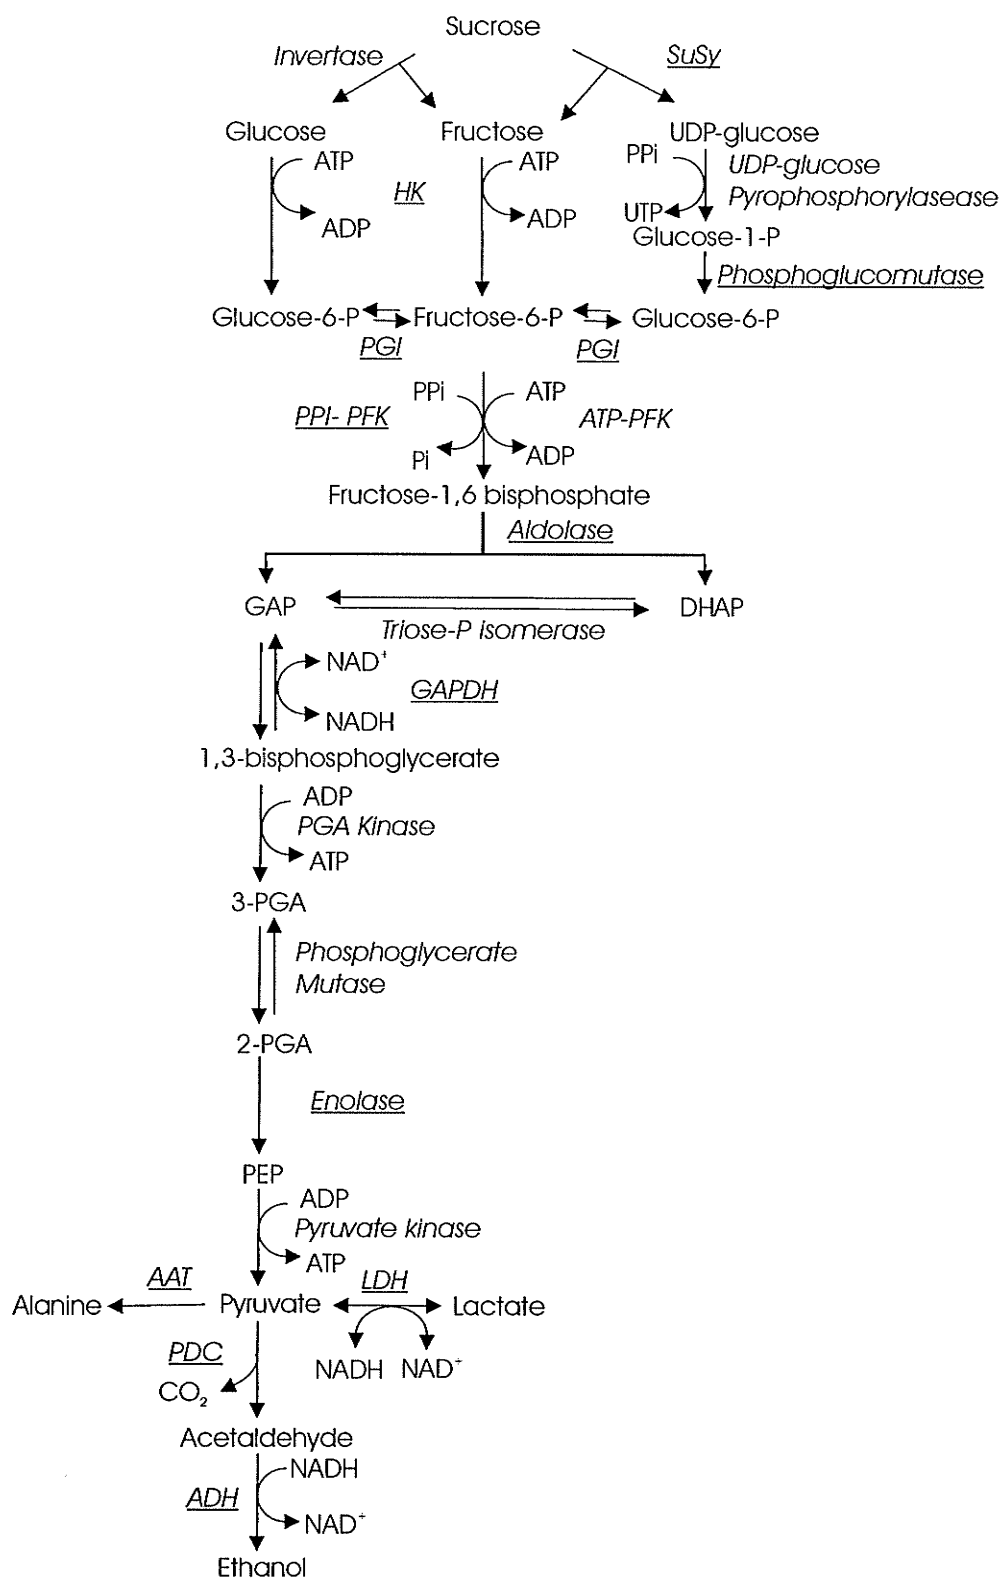 Sucrose
Invertase
SuSy
Glucose
Fructose
UDP-glucose
ATP
ADP
HK
ATP
ADP
PPi
UTP
UDP-glucose
Pyrophosphorylasease
Glucose-1-P
Phosphoglucomutase
Glucose-6-P
Fructose-6-P
Glucose-6-P
PGI
PGI
PPi
ATP
PPI- PFK
ATP-PFK
Pi
ADP
Fructose-1,6 bisphosphate
Aldolase
GAP
DHAP
Triose-P isomerase
NAD⁺
GAPDH
NADH
1,3-bisphosphoglycerate
ADP
PGA Kinase
ATP
3-PGA
Phosphoglycerate
Mutase
2-PGA
Enolase
PEP
ADP
Pyruvate kinase
ATP
AAT
LDH
Alanine
Pyruvate
Lactate
PDC
NADH
NAD⁺
CO₂
Acetaldehyde
NADH
ADH
NAD⁺
Ethanol